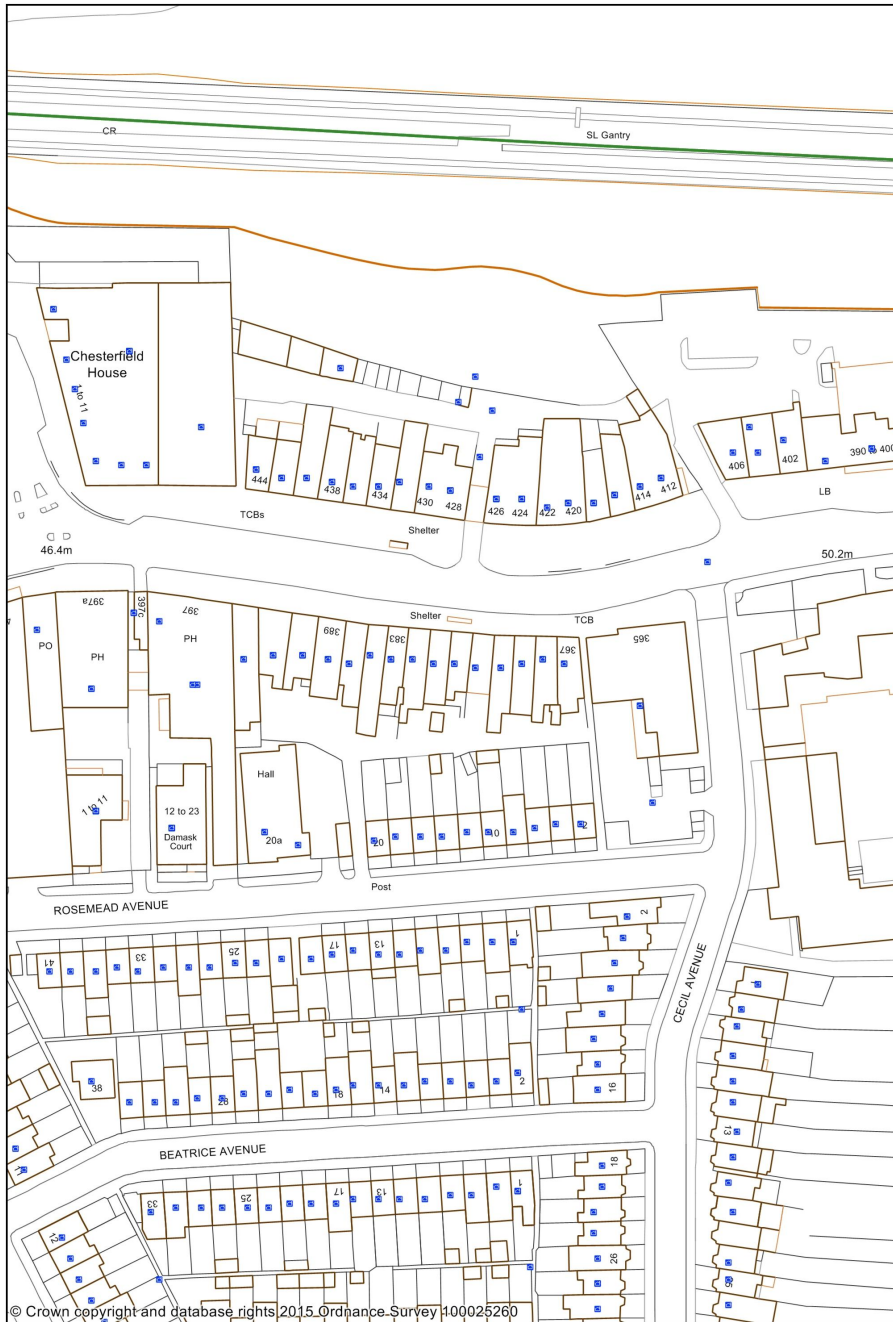 CR
SL Gantry
Chesterfield
House
1 to 11
444
438
434
430
428
426
424
422
420
414
412
406
402
390 to 400
LB
TCBs
Shelter
46.4m
50.2m
397a
397c
397
PO
PH
PH
Shelter
TCB
389
383
367
365
Hall
1 to 11
12 to 23
Damask
Court
20a
20
10
2
Post
ROSEMEAD AVENUE
CECIL AVENUE
41
33
25
17
13
1
2
38
28
18
14
2
16
1
13
BEATRICE AVENUE
11
33
25
17
13
1
18
26
12
© Crown copyright and database rights 2015 Ordnance Survey 100025260